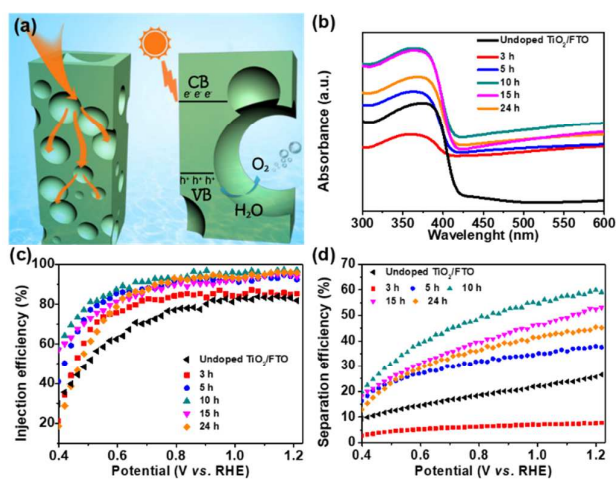 (a)
CB
e⁻ e⁻ e⁻
h⁺ h⁺ h⁺
VB
O₂
H₂O
(b)
Absorbance (a.u.)
Undoped TiO₂/FTO
3 h
5 h
10 h
15 h
24 h
300 350 400 450 500 550 600
Wavelenght (nm)
(c)
Injection efficiency (%)
100
80
60
40
20
0
Undoped TiO₂/FTO
3 h
5 h
10 h
15 h
24 h
0.4 0.6 0.8 1.0 1.2
Potential (V vs. RHE)
(d)
Separation efficiency (%)
70
60
50
40
30
20
10
0
Undoped TiO₂/FTO
3 h 5 h 10 h
15 h 24 h
0.4 0.6 0.8 1.0 1.2
Potential (V vs. RHE)